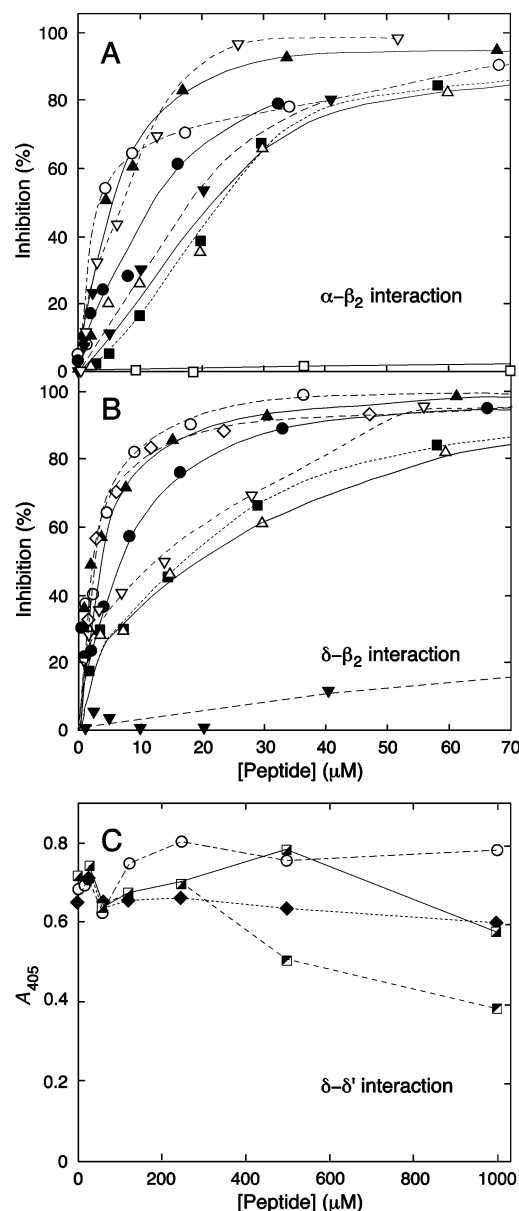 A
100
80
60
40
20
0
Inhibition (%)
α–β2 interaction
B
100
80
60
40
20
0
Inhibition (%)
δ–β2 interaction
0 10 20 30 40 50 60 70
[Peptide] (μM)
C
0.8
0.6
0.4
0.2
0
A405
δ–δ' interaction
0 200 400 600 800 1000
[Peptide] (μM)